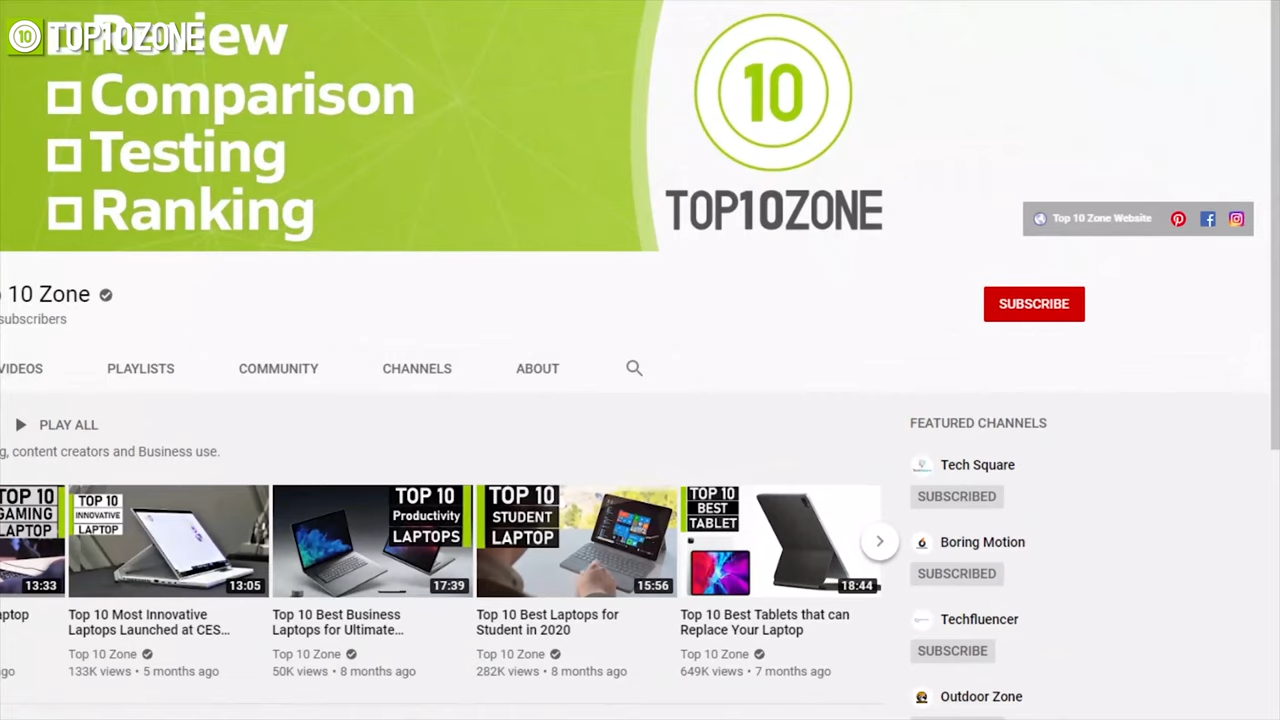 10 TOP10ZONE
Review
Comparison
Testing
Ranking
10
TOP10ZONE
Top 10 Zone Website
10 Zone
subscribers
SUBSCRIBE
VIDEOS PLAYLISTS COMMUNITY CHANNELS ABOUT
PLAY ALL
g, content creators and Business use.
TOP 10
GAMING
LAPTOP
13:33
TOP 10
INNOVATIVE
LAPTOP
13:05
TOP 10
Productivity
LAPTOPS
17:39
TOP 10
STUDENT
LAPTOP
15:56
TOP 10
BEST
TABLET
18:44
aptop
ago
Top 10 Most Innovative
Laptops Launched at CES...
Top 10 Zone
133K views • 5 months ago
Top 10 Best Business
Laptops for Ultimate...
Top 10 Zone
50K views • 8 months ago
Top 10 Best Laptops for
Student in 2020
Top 10 Zone
282K views • 8 months ago
Top 10 Best Tablets that can
Replace Your Laptop
Top 10 Zone
649K views • 7 months ago
FEATURED CHANNELS
Tech Square
SUBSCRIBED
Boring Motion
SUBSCRIBED
Techfluencer
SUBSCRIBE
Outdoor Zone